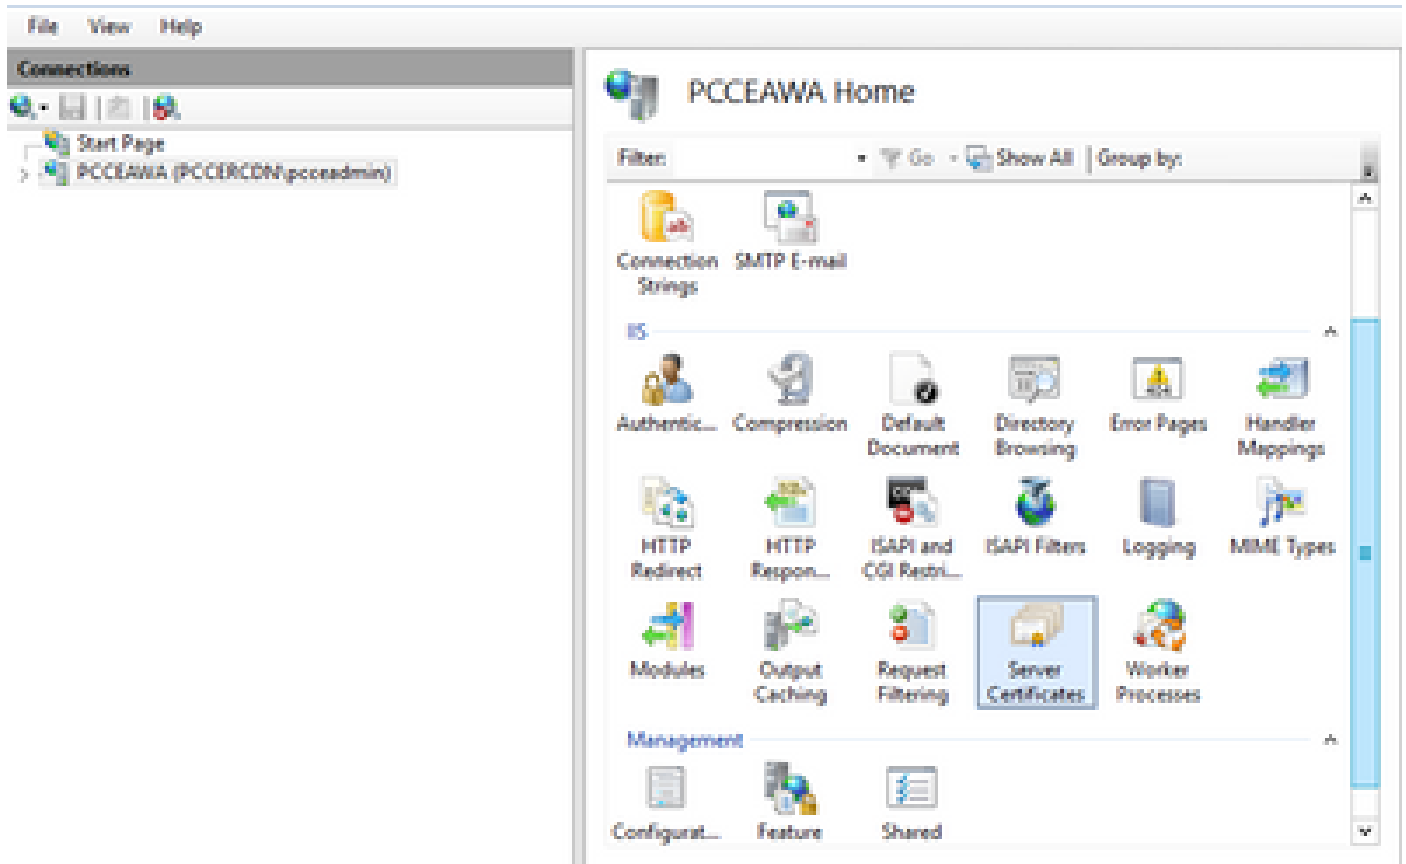 File View Help
Connections
Start Page
PCCEAWA (PCCERCDN\pcceadmin)
PCCEAWA Home
Filter: Go Show All Group by:
Connection Strings
SMTP E-mail
IIS
Authentic...
Compression
Default Document
Directory Browsing
Error Pages
Handler Mappings
HTTP Redirect
HTTP Respon...
ISAPI and CGI Restri...
ISAPI Filters
Logging
MIME Types
Modules
Output Caching
Request Filtering
Server Certificates
Worker Processes
Management
Configurat...
Feature
Shared